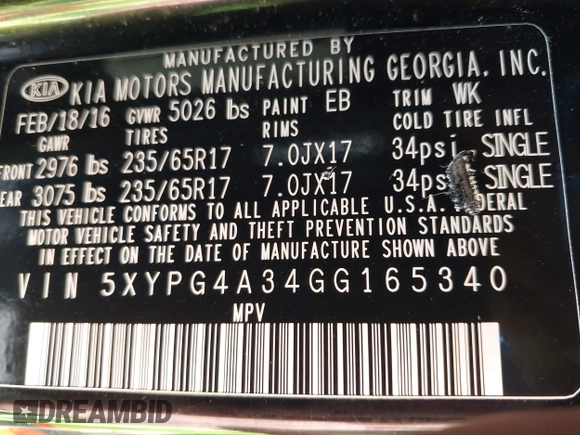 MANUFACTURED BY
KIA KIA MOTORS MANUFACTURING GEORGIA, INC.
FEB/18/16 GVWR 5026 lbs PAINT EB TRIM WK
GAWR TIRES RIMS COLD TIRE INFL
FRONT 2976 lbs 235/65R17 7.0JX17 34psi, SINGLE
REAR 3075 lbs 235/65R17 7.0JX17 34psi SINGLE
THIS VEHICLE CONFORMS TO ALL APPLICABLE U.S.A. FEDERAL
MOTOR VEHICLE SAFETY AND THEFT PREVENTION STANDARDS
IN EFFECT ON THE DATE OF MANUFACTURE SHOWN ABOVE
VIN 5XYPG4A34GG165340
MPV
DREAMBID